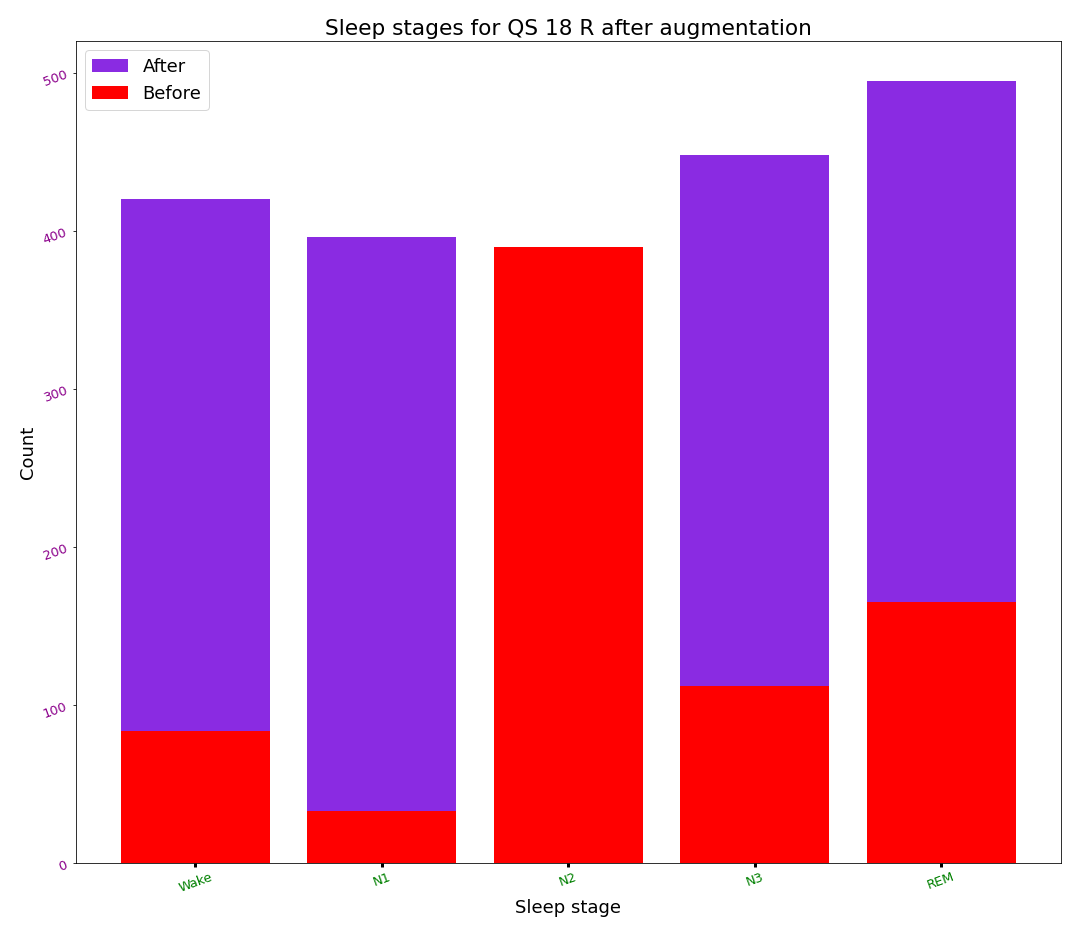 Sleep stages for QS 18 R after augmentation
After
Before
500
400
300
200
100
0
Count
Wake
N1
N2
N3
REM
Sleep stage